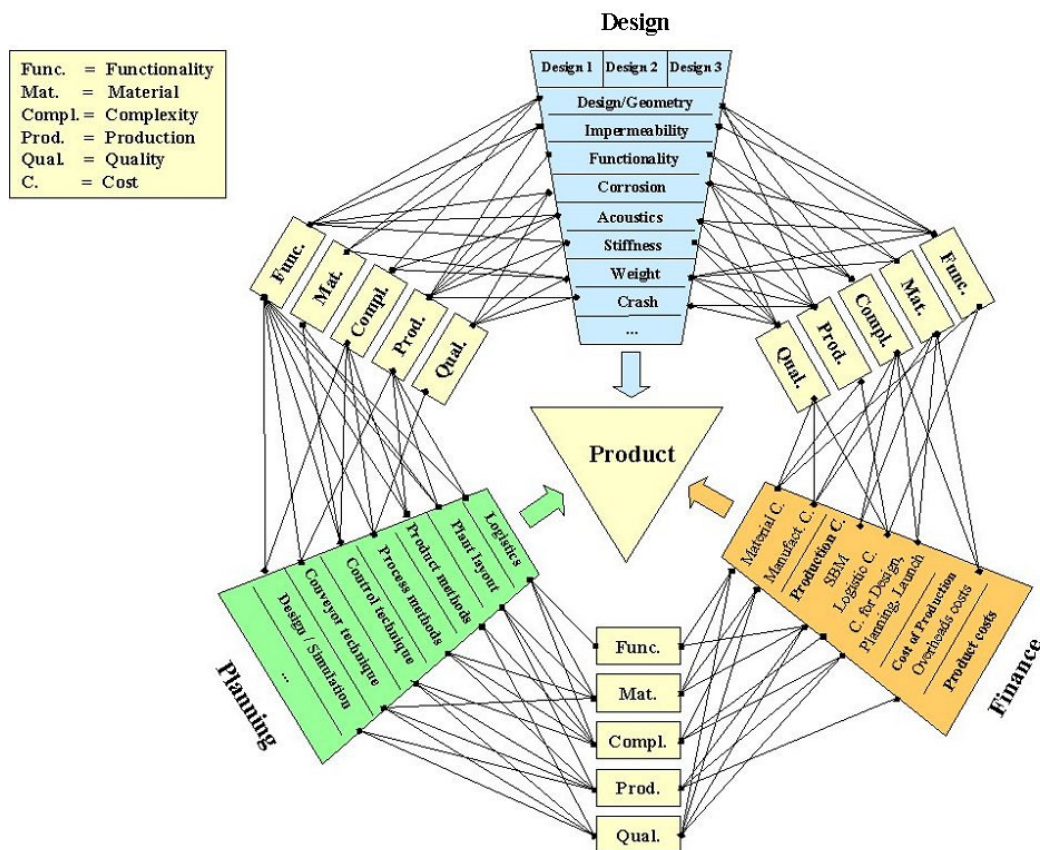 Design
Func. = Functionality
Mat. = Material
Compl. = Complexity
Prod. = Production
Qual. = Quality
C. = Cost
Design 1 Design 2 Design 3
Design/Geometry
Impermeability
Functionality
Corrosion
Acoustics
Stiffness
Weight
Crash
...
Func.
Mat.
Compl.
Prod.
Qual.
Qual.
Prod.
Compl.
Mat.
Func.
Product
Logistics
Plant layout
Product methods
Process methods
Control technique
Conveyor technique
Design / Simulation
...
Planning
Material C.
Manufact. C.
Production C.
SBM
Logistic C.
C. for Design,
Planning, Launch
Cost of Production
Overheads costs
Product costs
Finance
Func.
Mat.
Compl.
Prod.
Qual.